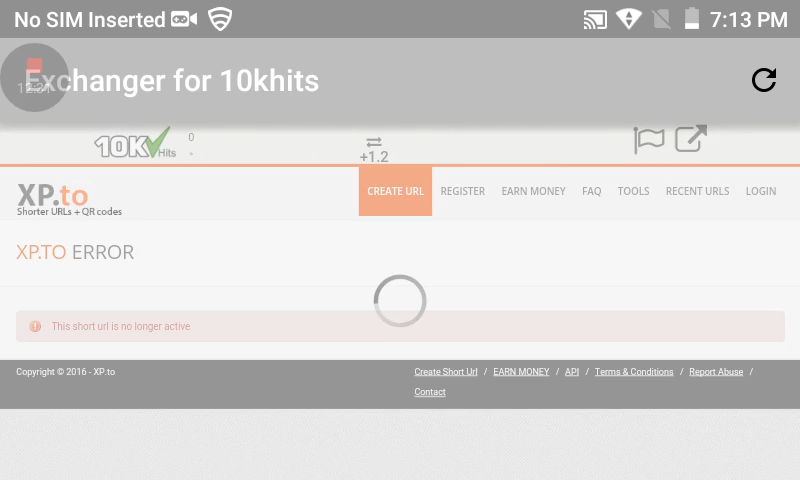 No SIM Inserted 7:13 PM
Exchanger for 10khits
10K Hits 0
+1.2
XP.to
Shorter URLs + QR codes
CREATE URL REGISTER EARN MONEY FAQ TOOLS RECENT URLS LOGIN
XP.TO ERROR
This short url is no longer active
Copyright © 2016 - XP.to
Create Short Url / EARN MONEY / API / Terms & Conditions / Report Abuse /
Contact